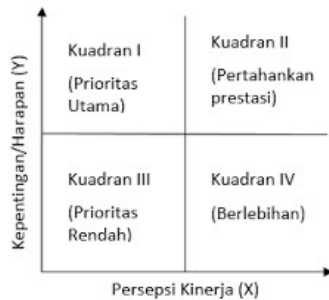 Kepentingan/Harapan (Y)
Kuadran I
(Prioritas
Utama)
Kuadran II
(Pertahankan
prestasi)
Kuadran III
(Prioritas
Rendah)
Kuadran IV
(Berlebihan)
Persepsi Kinerja (X)